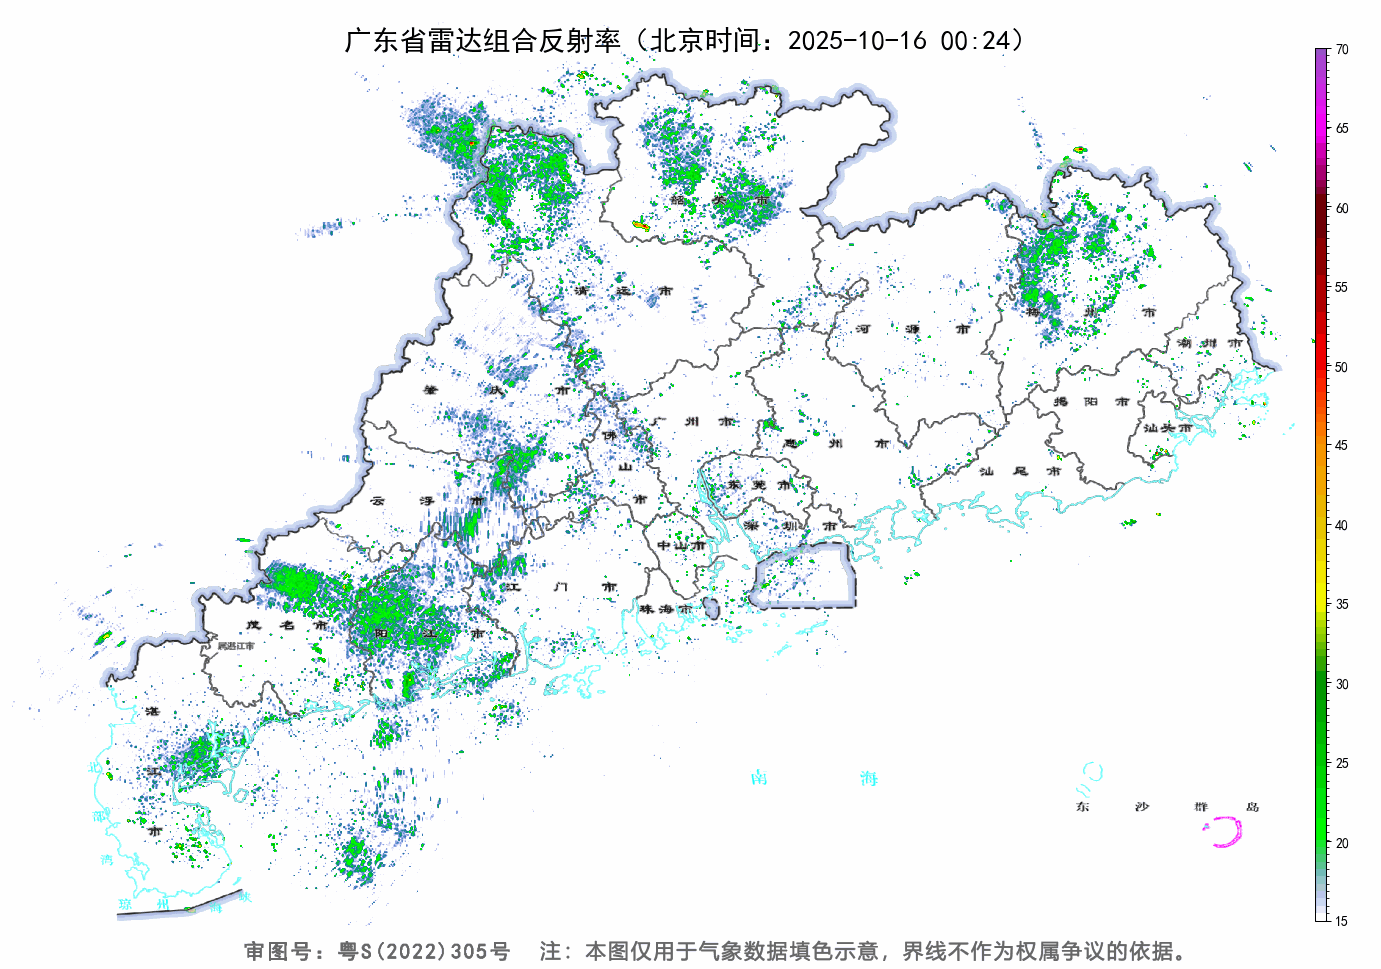 广东省雷达组合反射率（北京时间：2025-10-16 00:24）
70
65
60
55
50
45
40
35
30
25
20
15
韶关市
清远市
河源市
梅州市
潮州市
肇庆市
广州市
惠州市
揭阳市
汕头市
佛山市
汕尾市
云浮市
东莞市
深圳市
中山市
江门市
珠海市
茂名市
阳江市
属湛江市
湛江市
北部湾
南海
东沙群岛
琼州海峡
审图号：粤S(2022)305号 注：本图仅用于气象数据填色示意，界线不作为权属争议的依据。